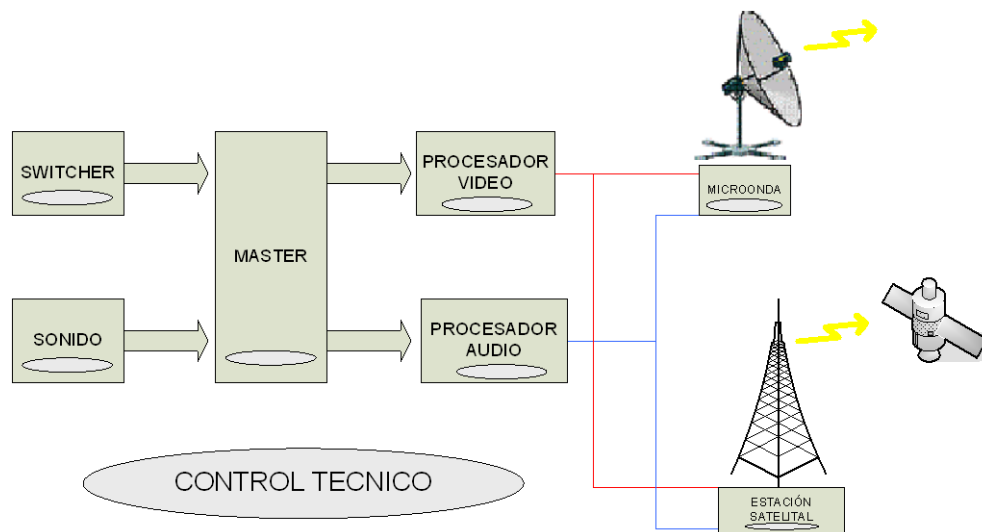 SWITCHER
MASTER
PROCESADOR
VIDEO
MICROONDA
SONIDO
PROCESADOR
AUDIO
CONTROL TECNICO
ESTACIÓN
SATELITAL